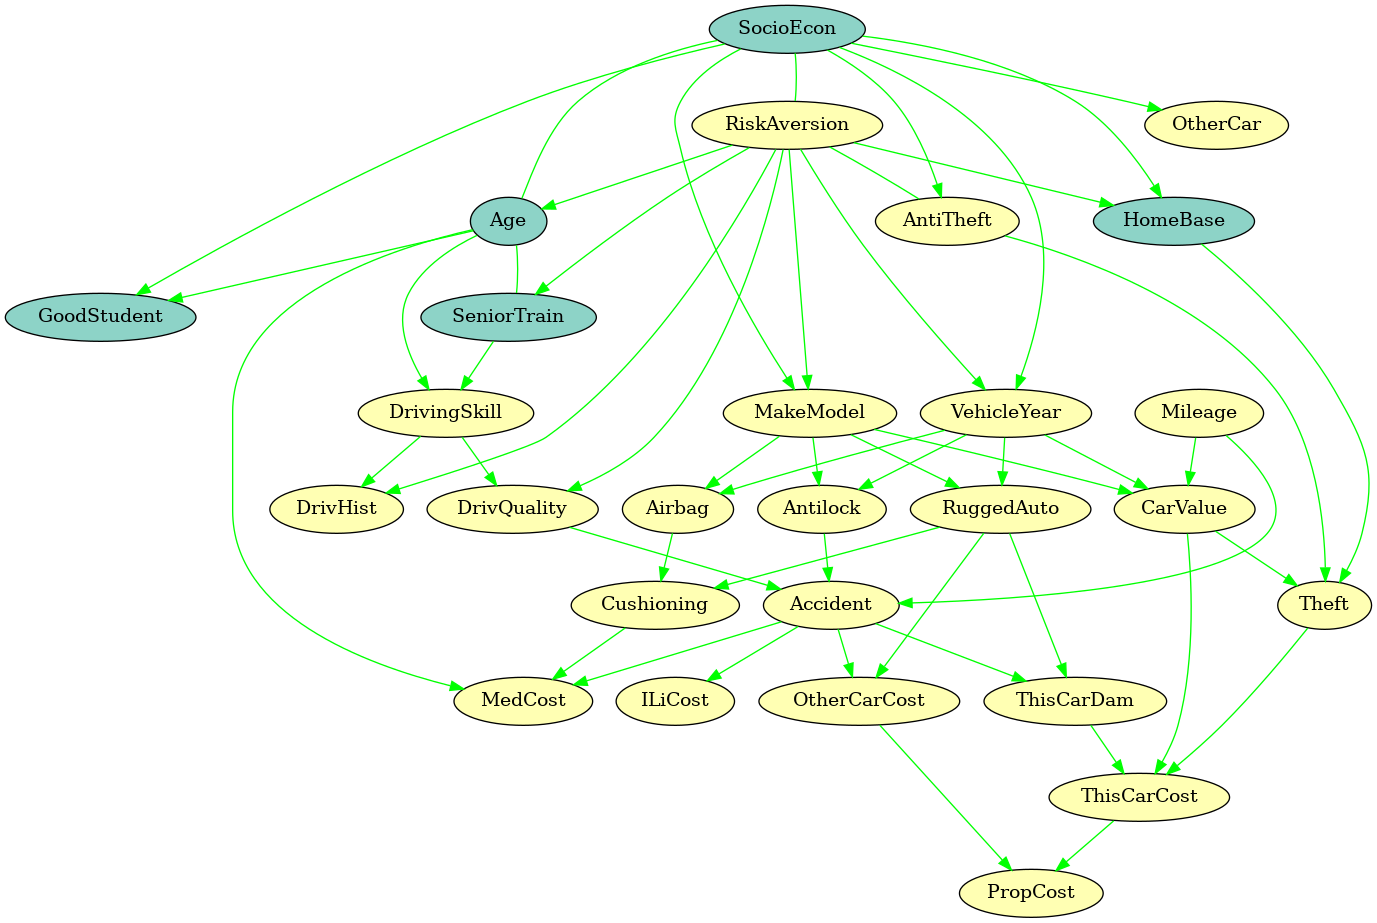 SocioEcon
RiskAversion
OtherCar
Age
AntiTheft
HomeBase
GoodStudent
SeniorTrain
DrivingSkill
MakeModel
VehicleYear
Mileage
DrivHist
DrivQuality
Airbag
Antilock
RuggedAuto
CarValue
Cushioning
Accident
Theft
MedCost
ILiCost
OtherCarCost
ThisCarDam
ThisCarCost
PropCost